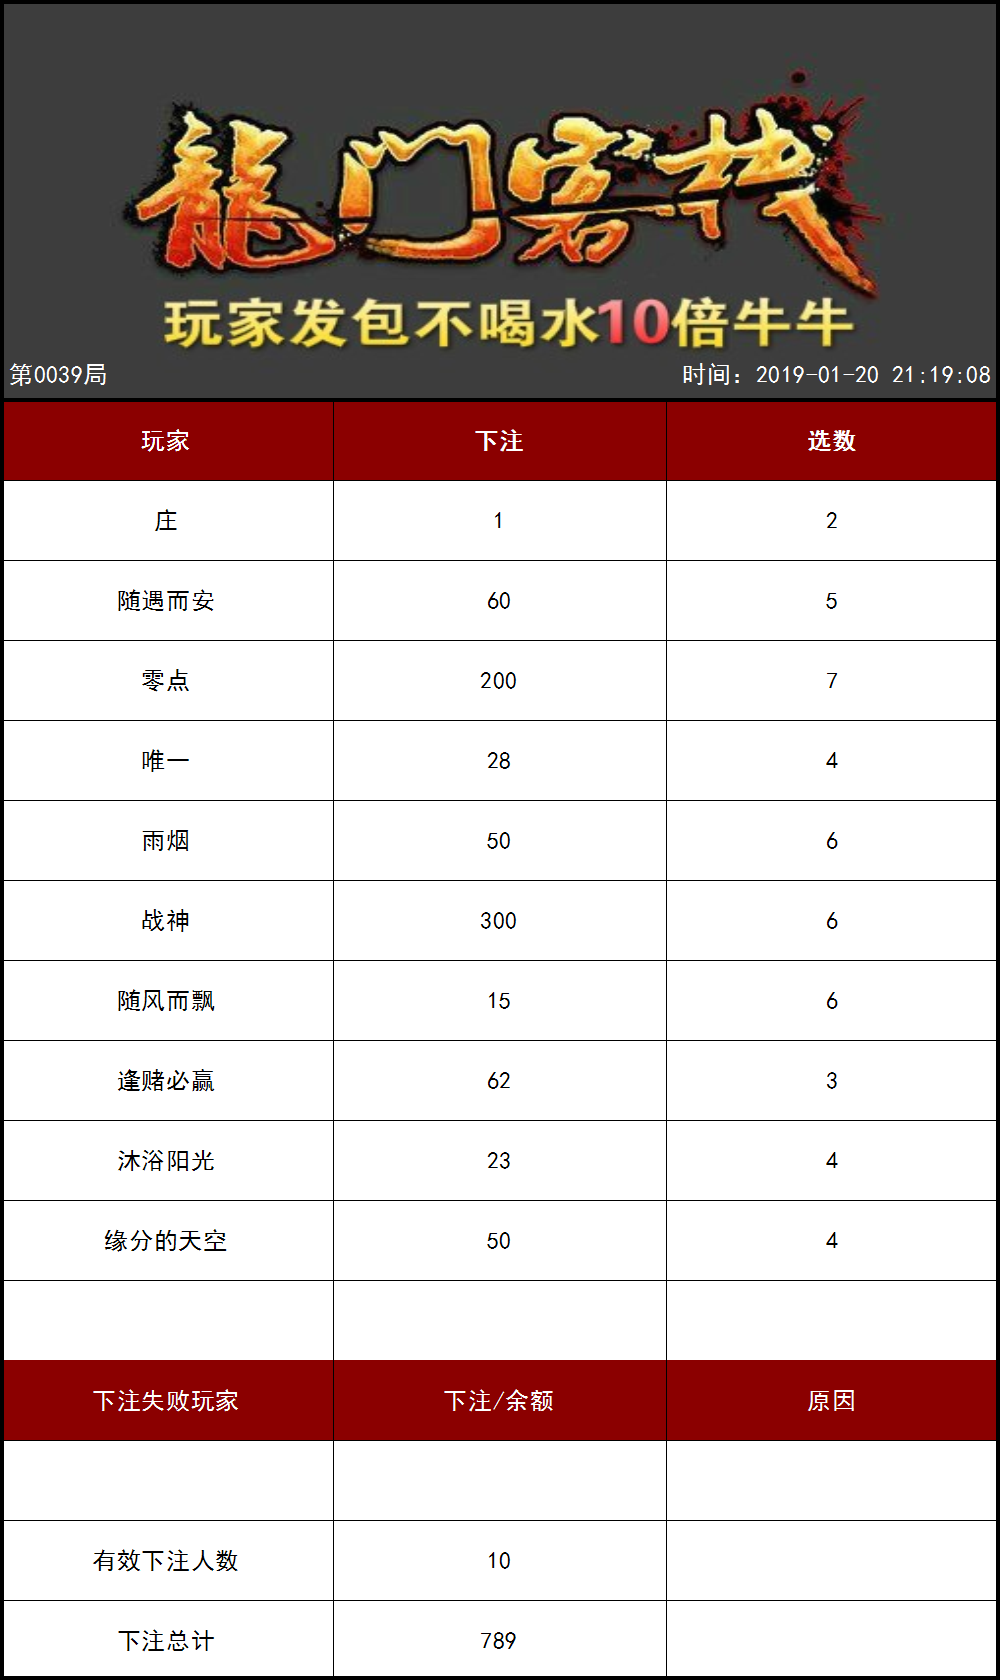 龍门客栈
玩家发包不喝水10倍牛牛
第0039局 时间：2019-01-20 21:19:08
玩家 下注 选数
庄 1 2
随遇而安 60 5
零点 200 7
唯一 28 4
雨烟 50 6
战神 300 6
随风而飘 15 6
逢赌必赢 62 3
沐浴阳光 23 4
缘分的天空 50 4
下注失败玩家 下注/余额 原因
有效下注人数 10
下注总计 789